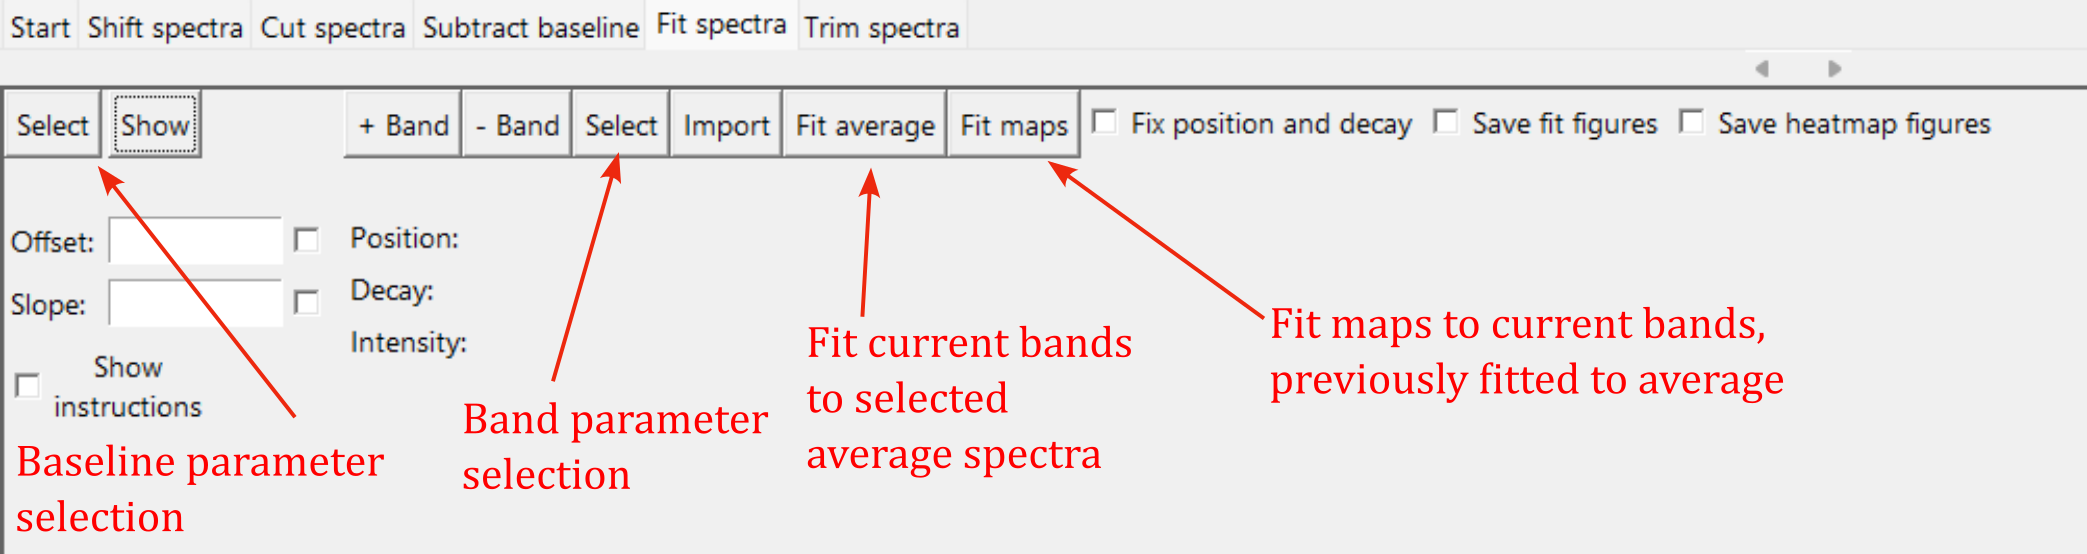 Start Shift spectra Cut spectra Subtract baseline Fit spectra Trim spectra
Select Show + Band - Band Select Import Fit average Fit maps Fix position and decay Save fit figures Save heatmap figures
Offset: Position:
Slope: Decay:
Intensity:
Show
instructions
Baseline parameter
selection
Band parameter
selection
Fit current bands
to selected
average spectra
Fit maps to current bands,
previously fitted to average